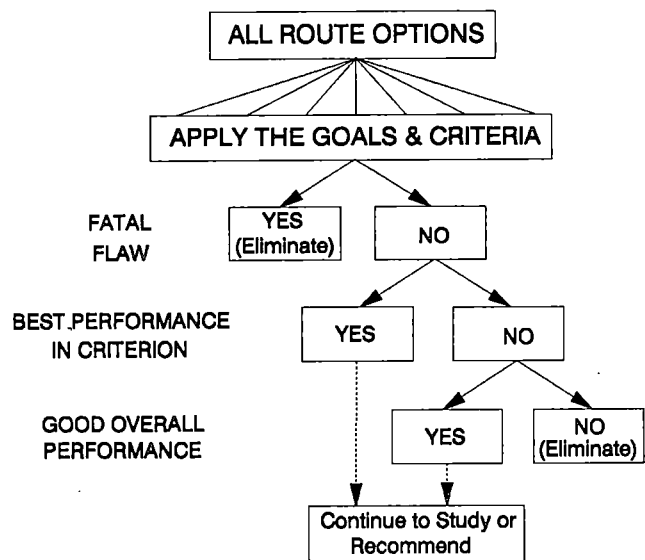 ALL ROUTE OPTIONS
APPLY THE GOALS & CRITERIA
FATAL
FLAW
YES
(Eliminate)
NO
BEST PERFORMANCE
IN CRITERION
YES
NO
GOOD OVERALL
PERFORMANCE
YES
NO
(Eliminate)
Continue to Study or
Recommend